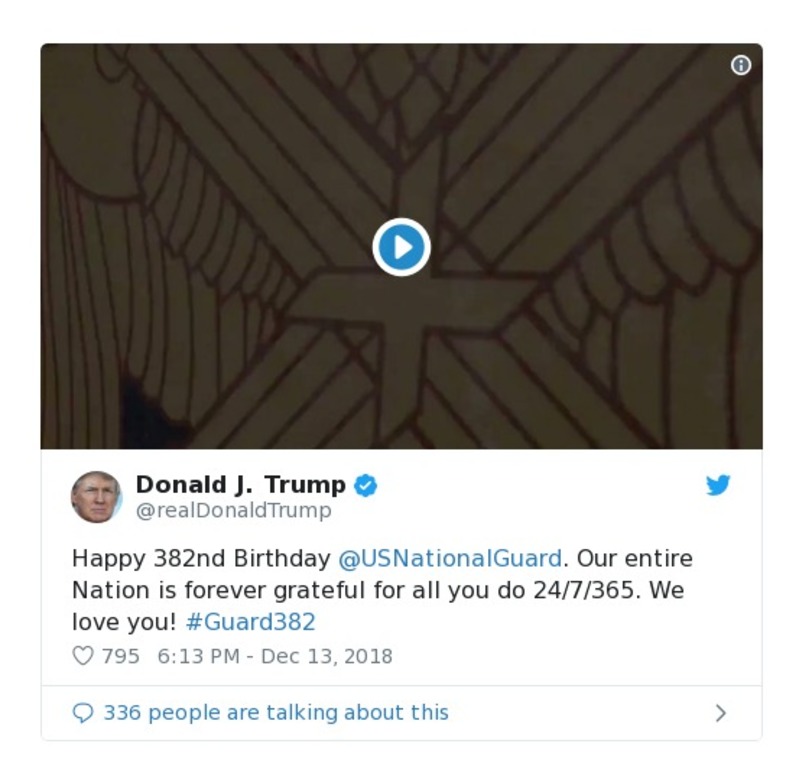 Donald J. Trump
@realDonaldTrump
Happy 382nd Birthday @USNationalGuard. Our entire
Nation is forever grateful for all you do 24/7/365. We
love you! #Guard382
795 6:13 PM - Dec 13, 2018
336 people are talking about this